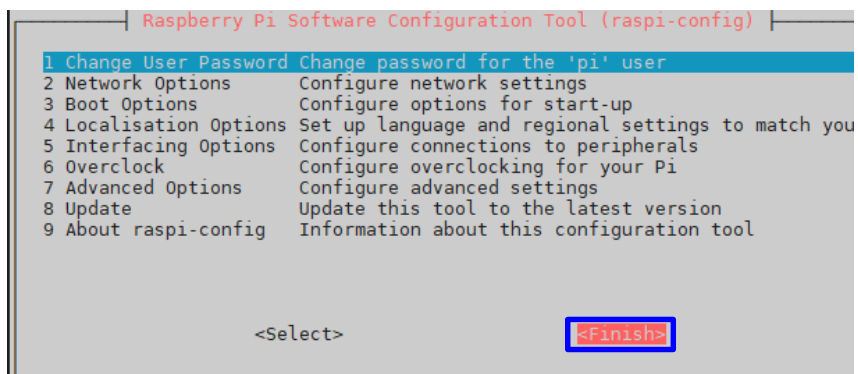 Raspberry Pi Software Configuration Tool (raspi-config)
1 Change User Password Change password for the 'pi' user
2 Network Options Configure network settings
3 Boot Options Configure options for start-up
4 Localisation Options Set up language and regional settings to match you
5 Interfacing Options Configure connections to peripherals
6 Overclock Configure overclocking for your Pi
7 Advanced Options Configure advanced settings
8 Update Update this tool to the latest version
9 About raspi-config Information about this configuration tool
<Select> <Finish>